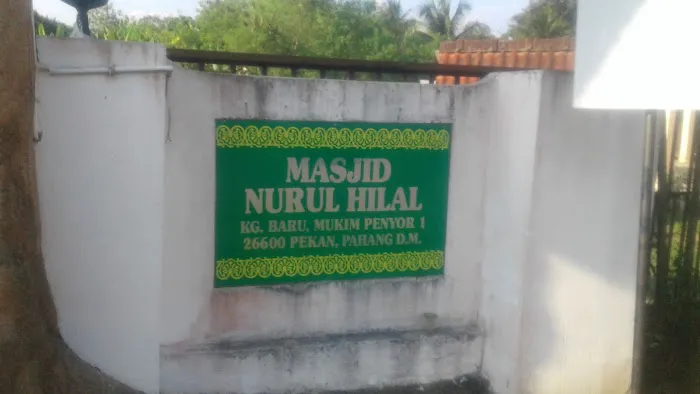 MASJID
NURUL HILAL
KG. BARU, MUKIM PENYOR 1
26600 PEKAN, PAHANG D.M.